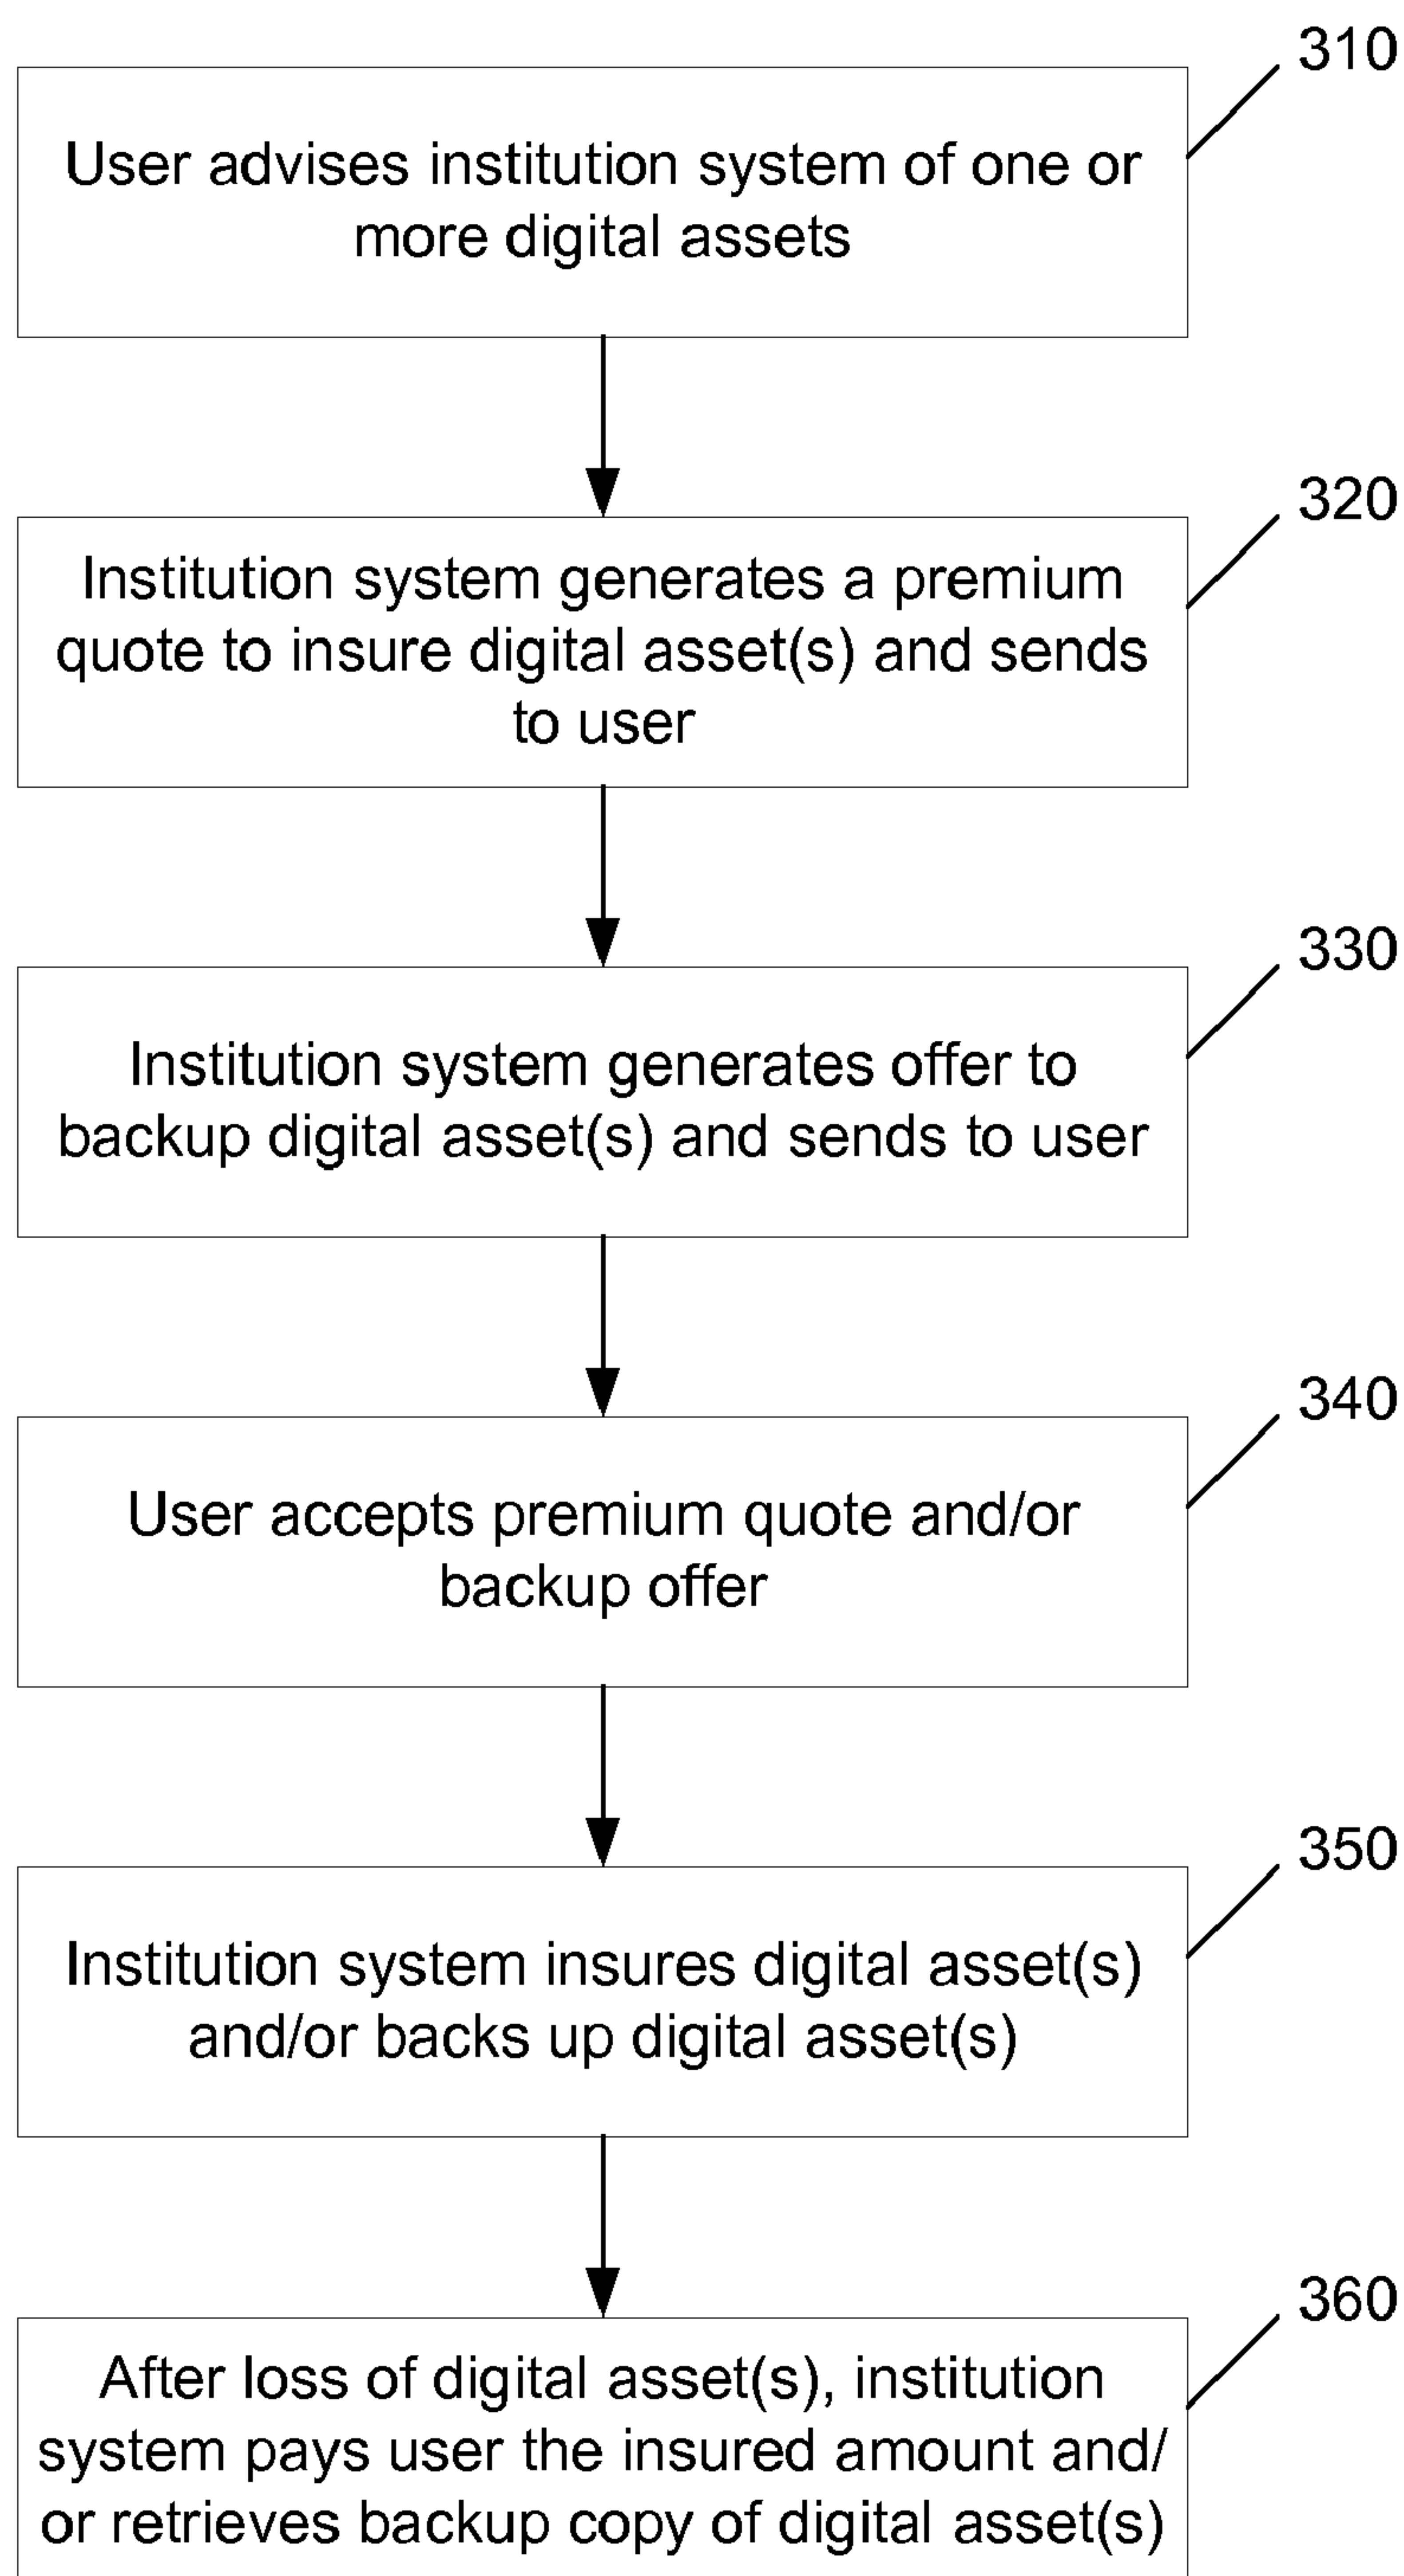 310
User advises institution system of one or
more digital assets
320
Institution system generates a premium
quote to insure digital asset(s) and sends
to user
330
Institution system generates offer to
backup digital asset(s) and sends to user
340
User accepts premium quote and/or
backup offer
350
Institution system insures digital asset(s)
and/or backs up digital asset(s)
360
After loss of digital asset(s), institution
system pays user the insured amount and/
or retrieves backup copy of digital asset(s)